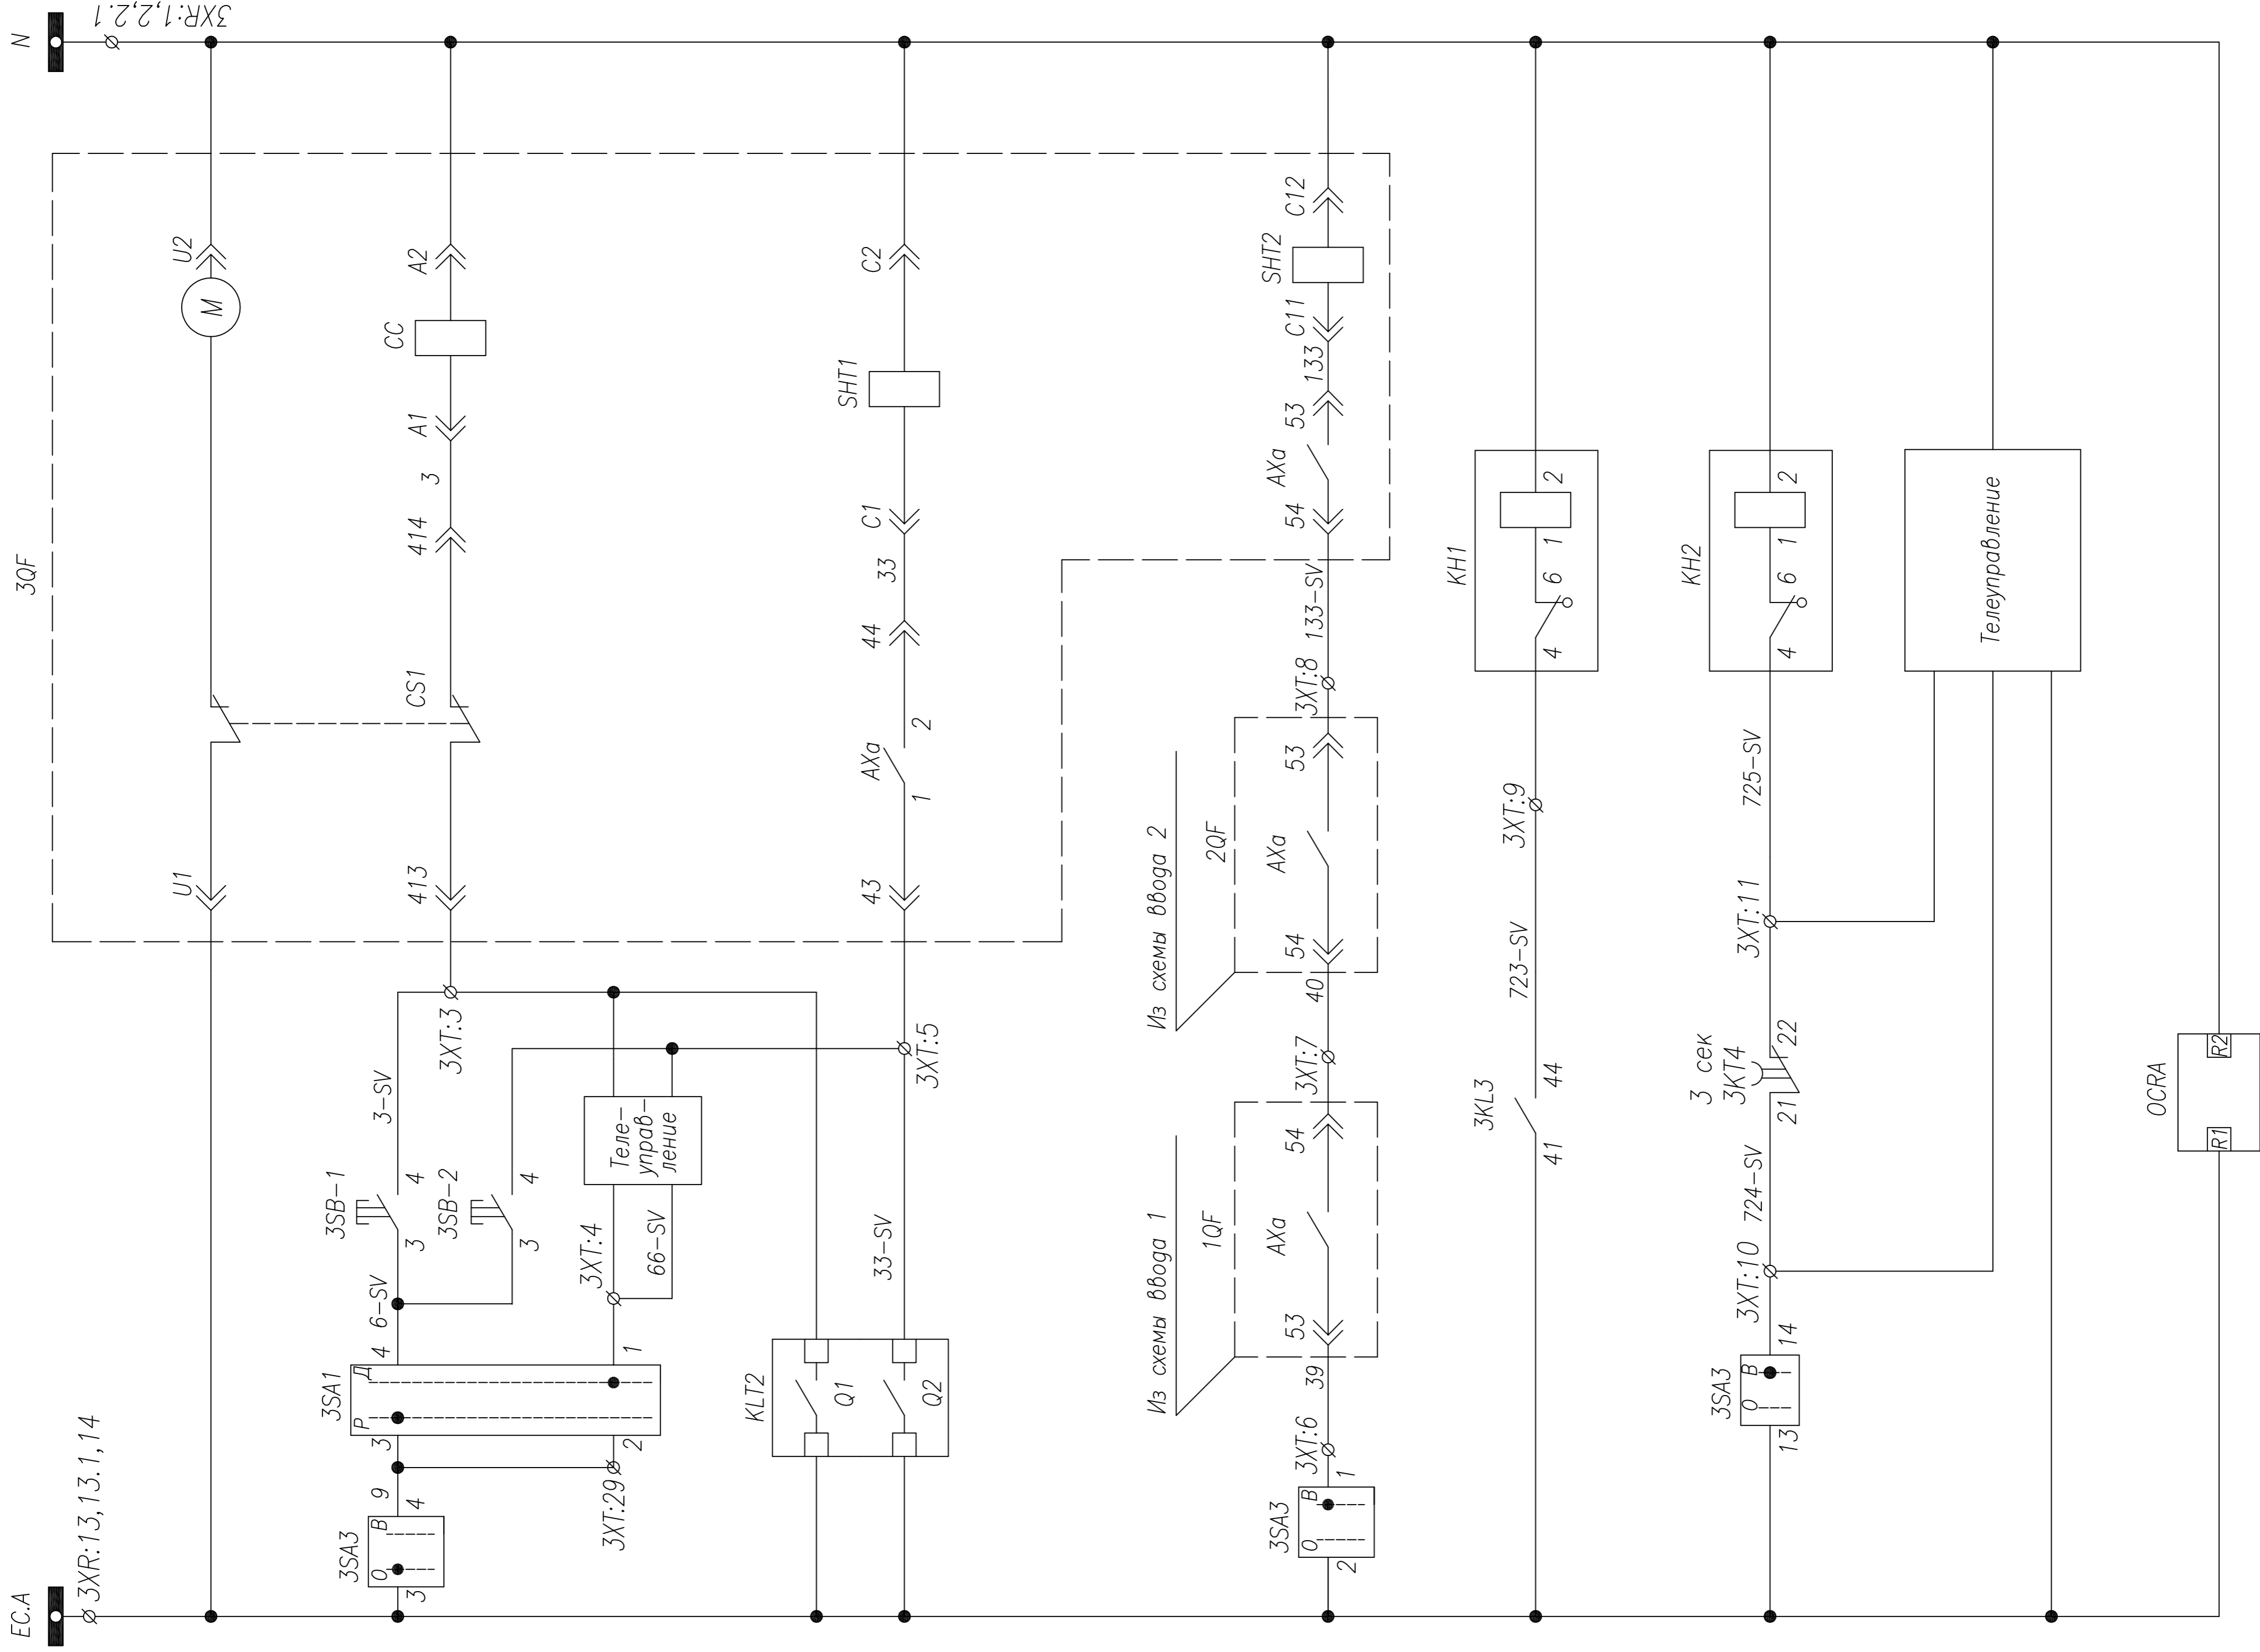 EC.A
3XR:13,13.1,14
N
3XR:1,2,2.1
3QF
U1
M
U2
3SA3
O
B
3
4
9
3SA1
P
Д
3
4
2
1
3XT:29
6-SV
3SB-1
3
4
3SB-2
3
4
3-SV
3XT:3
3XT:4
66-SV
Теле-
управ-
ление
413
CS1
414
3
A1
CC
A2
KLT2
Q1
Q2
33-SV
3XT:5
43
1
AXa
2
44
33
C1
SHT1
C2
3SA3
O
B
2
1
3XT:6
39
Из схемы ввода 1
1QF
53
AXa
54
3XT:7
40
Из схемы ввода 2
2QF
54
AXa
53
3XT:8
133-SV
54
AXa
53
133
C11
SHT2
C12
3KL3
41
44
723-SV
3XT:9
KH1
4
6
1
2
3SA3
O
B
13
14
3XT:10
724-SV
3 сек
3KT4
21
22
3XT:11
725-SV
KH2
4
6
1
2
Телеуправление
OCRA
R1
R2